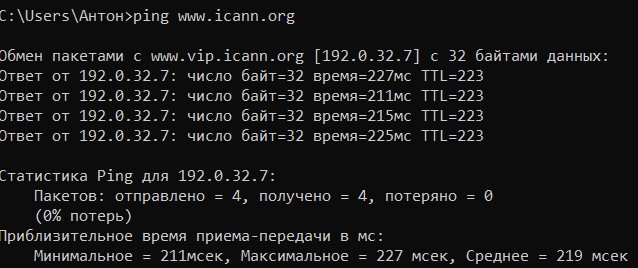 C:\Users\Антон>ping www.icann.org
Обмен пакетами с www.vip.icann.org [192.0.32.7] с 32 байтами данных:
Ответ от 192.0.32.7: число байт=32 время=227мс TTL=223
Ответ от 192.0.32.7: число байт=32 время=211мс TTL=223
Ответ от 192.0.32.7: число байт=32 время=215мс TTL=223
Ответ от 192.0.32.7: число байт=32 время=225мс TTL=223
Статистика Ping для 192.0.32.7:
Пакетов: отправлено = 4, получено = 4, потеряно = 0
(0% потерь)
Приблизительное время приема-передачи в мс:
Минимальное = 211мсек, Максимальное = 227 мсек, Среднее = 219 мсек